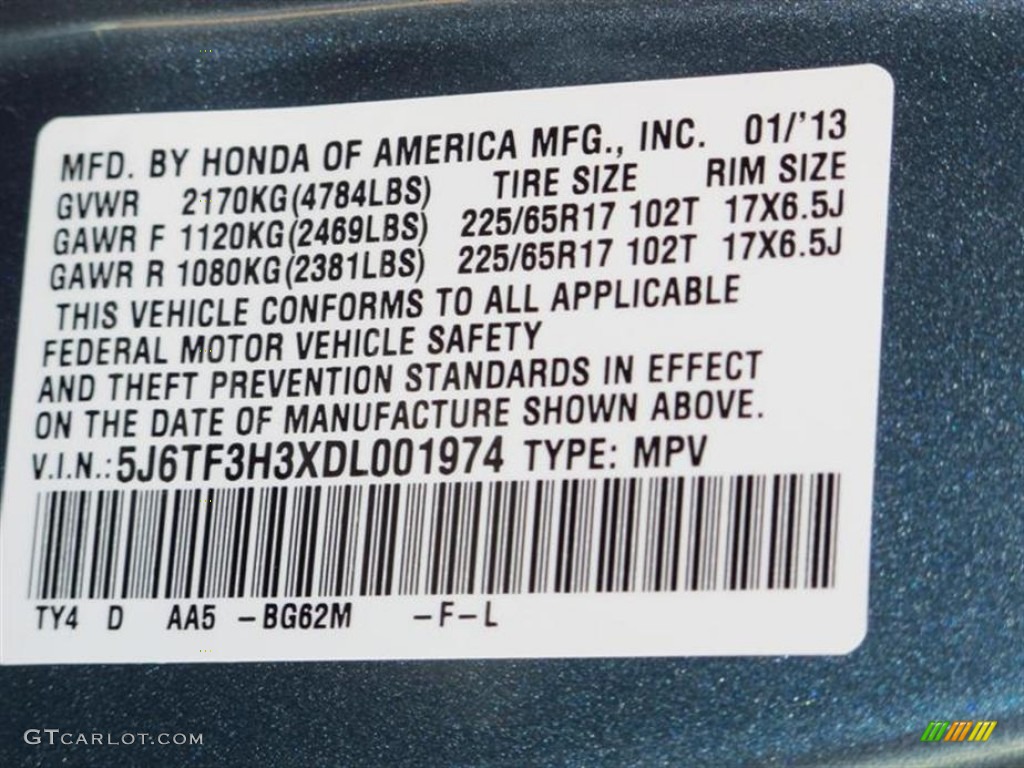 MFD. BY HONDA OF AMERICA MFG., INC. 01/'13
GVWR 2170KG(4784LBS) TIRE SIZE RIM SIZE
GAWR F 1120KG(2469LBS) 225/65R17 102T 17X6.5J
GAWR R 1080KG(2381LBS) 225/65R17 102T 17X6.5J
THIS VEHICLE CONFORMS TO ALL APPLICABLE
FEDERAL MOTOR VEHICLE SAFETY
AND THEFT PREVENTION STANDARDS IN EFFECT
ON THE DATE OF MANUFACTURE SHOWN ABOVE.
V.I.N.: 5J6TF3H3XDL001974 TYPE: MPV
TY4 D AA5 -BG62M -F-L
GTCARLOT.COM